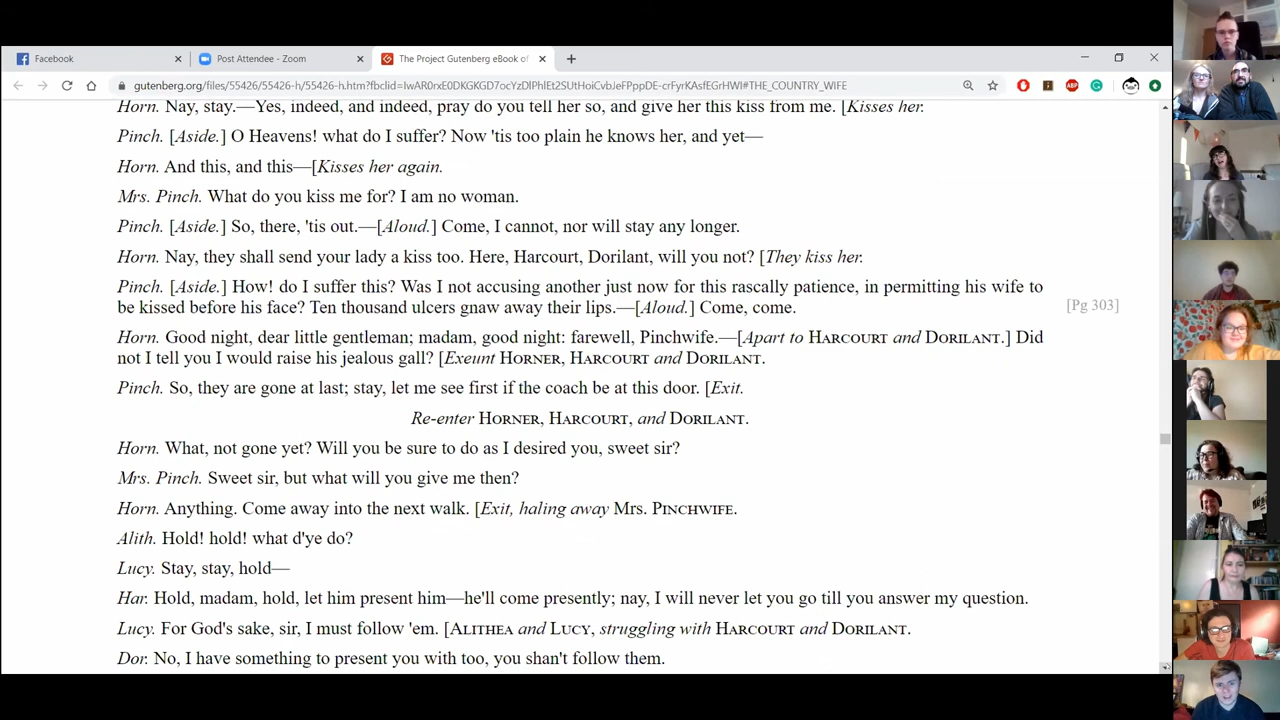 Facebook
Post Attendee - Zoom
The Project Gutenberg eBook of
gutenberg.org/files/55426/55426-h/55426-h.htm?fbclid=IwAR0rxE0DKGKGD7ocYzDlPhlEt2SUtHoiCvbJeFPppDE-crFyrKAsfEGrHWI#THE_COUNTRY_WIFE
Horn. Nay, stay.—Yes, indeed, and indeed, pray do you tell her so, and give her this kiss from me. [Kisses her.
Pinch. [Aside.] O Heavens! what do I suffer? Now 'tis too plain he knows her, and yet—
Horn. And this, and this—[Kisses her again.
Mrs. Pinch. What do you kiss me for? I am no woman.
Pinch. [Aside.] So, there, 'tis out.—[Aloud.] Come, I cannot, nor will stay any longer.
Horn. Nay, they shall send your lady a kiss too. Here, Harcourt, Dorilant, will you not? [They kiss her.
Pinch. [Aside.] How! do I suffer this? Was I not accusing another just now for this rascally patience, in permitting his wife to
be kissed before his face? Ten thousand ulcers gnaw away their lips.—[Aloud.] Come, come.
[Pg 303]
Horn. Good night, dear little gentleman; madam, good night: farewell, Pinchwife.—[Apart to HARCOURT and DORILANT.] Did
not I tell you I would raise his jealous gall? [Exeunt HORNER, HARCOURT and DORILANT.
Pinch. So, they are gone at last; stay, let me see first if the coach be at this door. [Exit.
Re-enter HORNER, HARCOURT, and DORILANT.
Horn. What, not gone yet? Will you be sure to do as I desired you, sweet sir?
Mrs. Pinch. Sweet sir, but what will you give me then?
Horn. Anything. Come away into the next walk. [Exit, haling away Mrs. PINCHWIFE.
Alith. Hold! hold! what d'ye do?
Lucy. Stay, stay, hold—
Har. Hold, madam, hold, let him present him—he'll come presently; nay, I will never let you go till you answer my question.
Lucy. For God's sake, sir, I must follow 'em. [ALITHEA and LUCY, struggling with HARCOURT and DORILANT.
Dor. No, I have something to present you with too, you shan't follow them.